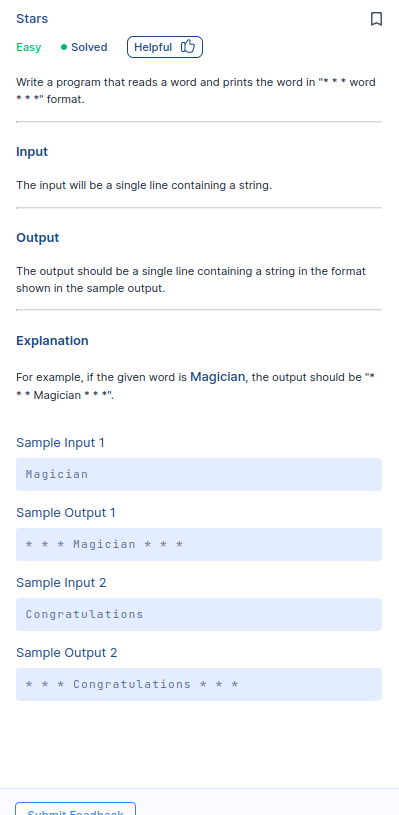 Stars
Easy • Solved Helpful
Write a program that reads a word and prints the word in "* * * word
* * *" format.
Input
The input will be a single line containing a string.
Output
The output should be a single line containing a string in the format
shown in the sample output.
Explanation
For example, if the given word is Magician, the output should be "*
* * Magician * * *".
Sample Input 1
Magician
Sample Output 1
* * * Magician * * *
Sample Input 2
Congratulations
Sample Output 2
* * * Congratulations * * *
Submit Feedback